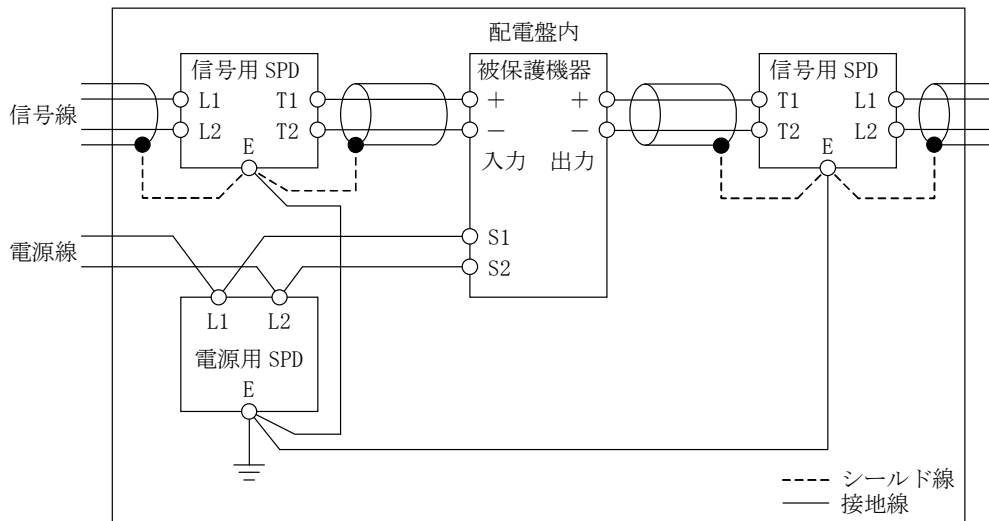 配電盤内
信号用 SPD
L1
T1
L2
T2
E
信号線
被保護機器
+
+
−
−
入力
出力
S1
S2
信号用 SPD
T1
L1
T2
L2
E
電源線
L1
L2
電源用 SPD
E
シールド線
接地線